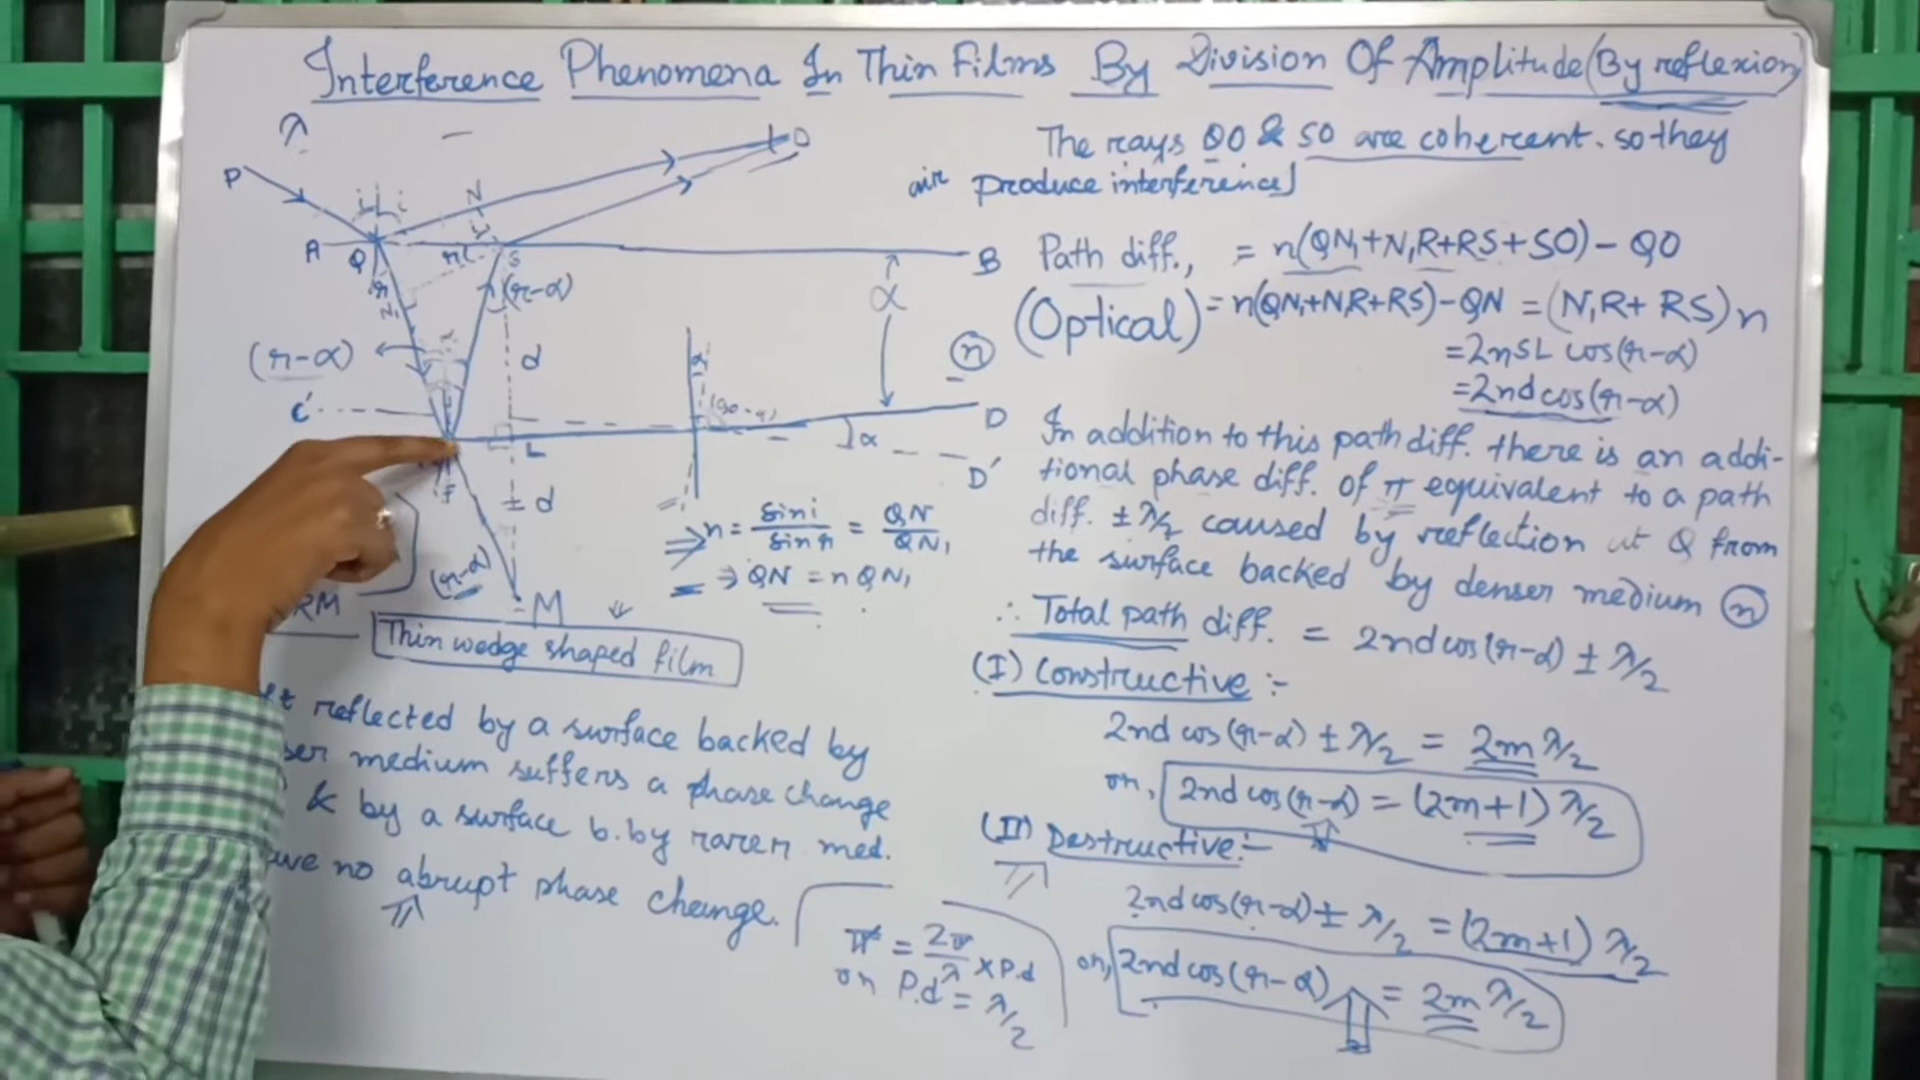 Interference Phenomena In Thin Films By Division Of Amplitude (By reflexion)
λ
P
i
i
N
O
A
Q
r
S
B
r
N₁
(r-α)
(r-α)
α
n
d
C'
α
D
L
α
D'
d
(r-α)
M
RM
Thin wedge shaped film
⇒ n = sin i / sin r = QN / QN₁
⇒ QN = n QN₁
reflected by a surface backed by
medium suffers a phase change
& by a surface b.by rarer med.
no abrupt phase change.
π = 2π/λ × P.d
or P.d = λ/2
The rays QO & SO are coherent. so they
air produce interference]
Path diff., = n(QN₁+N₁R+RS+SO) - QO
(Optical) = n(QN₁+N₁R+RS) - QN = (N₁R + RS)n
=2nSL cos(r-α)
=2nd cos(r-α)
In addition to this path diff. there is an addi-
tional phase diff. of π equivalent to a path
diff. ± λ/2 caused by reflection at Q from
the surface backed by denser medium n
∴ Total path diff. = 2nd cos(r-α) ± λ/2
(I) Constructive :-
2nd cos(r-α) ± λ/2 = 2m λ/2
or, 2nd cos(r-α) = (2m+1) λ/2
(II) Destructive :-
2nd cos(r-α) ± λ/2 = (2m+1) λ/2
or, 2nd cos(r-α) = 2m λ/2